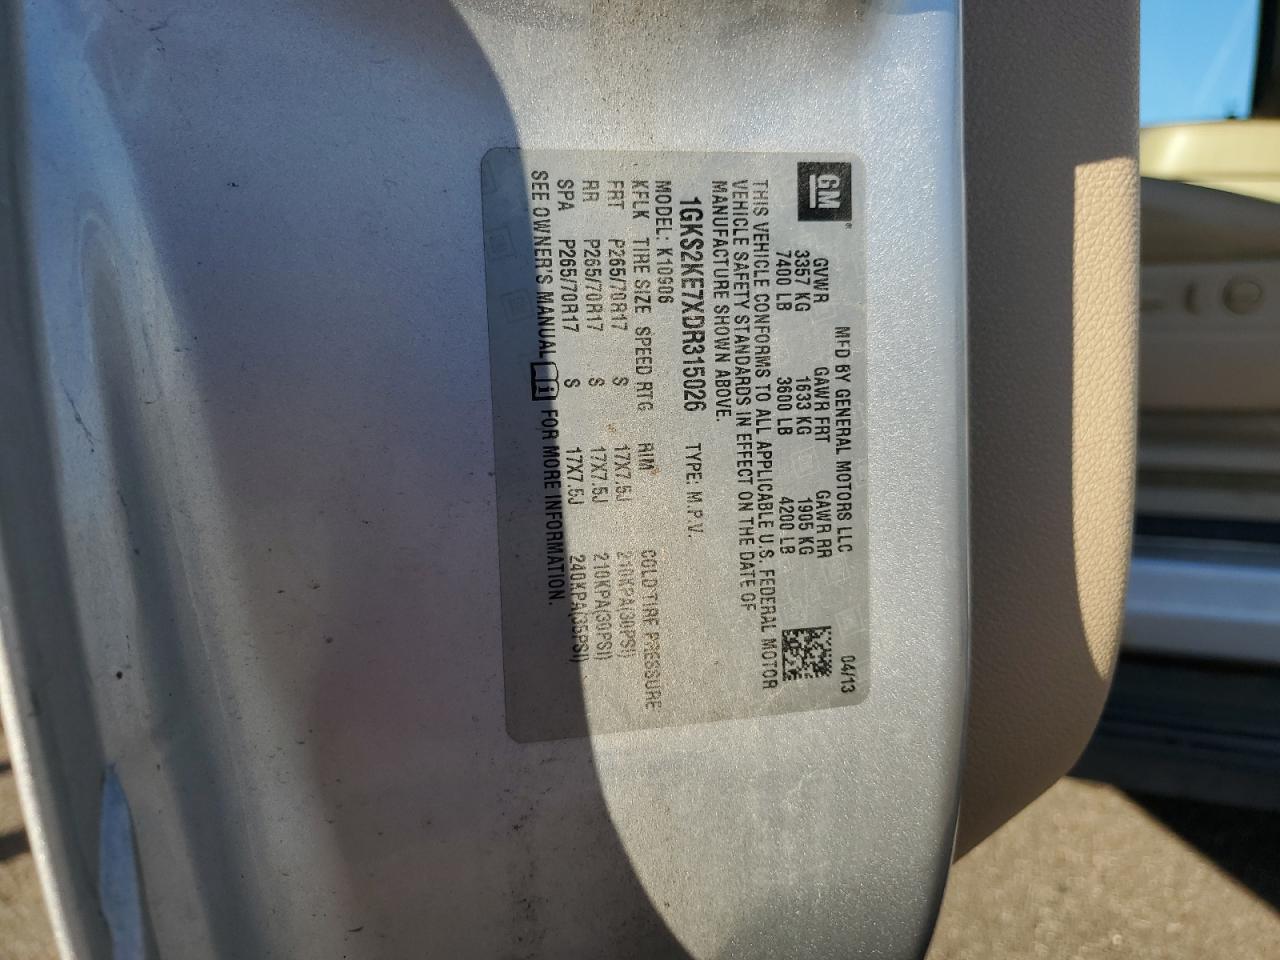 GM
MFD BY GENERAL MOTORS LLC 04/13
GVWR GAWR FRT GAWR RR
3357 KG 1633 KG 1905 KG
7400 LB 3600 LB 4200 LB
THIS VEHICLE CONFORMS TO ALL APPLICABLE U.S. FEDERAL MOTOR
VEHICLE SAFETY STANDARDS IN EFFECT ON THE DATE OF
MANUFACTURE SHOWN ABOVE.
1GKS2KE7XDR315026 TYPE: M.P.V.
MODEL: K10906
KFLK TIRE SIZE SPEED RTG RIM COLD TIRE PRESSURE
FRT P265/70R17 S 17X7.5J 210KPA(30PSI)
RR P265/70R17 S 17X7.5J 210KPA(30PSI)
SPA P265/70R17 S 17X7.5J 240KPA(35PSI)
SEE OWNER'S MANUAL FOR MORE INFORMATION.